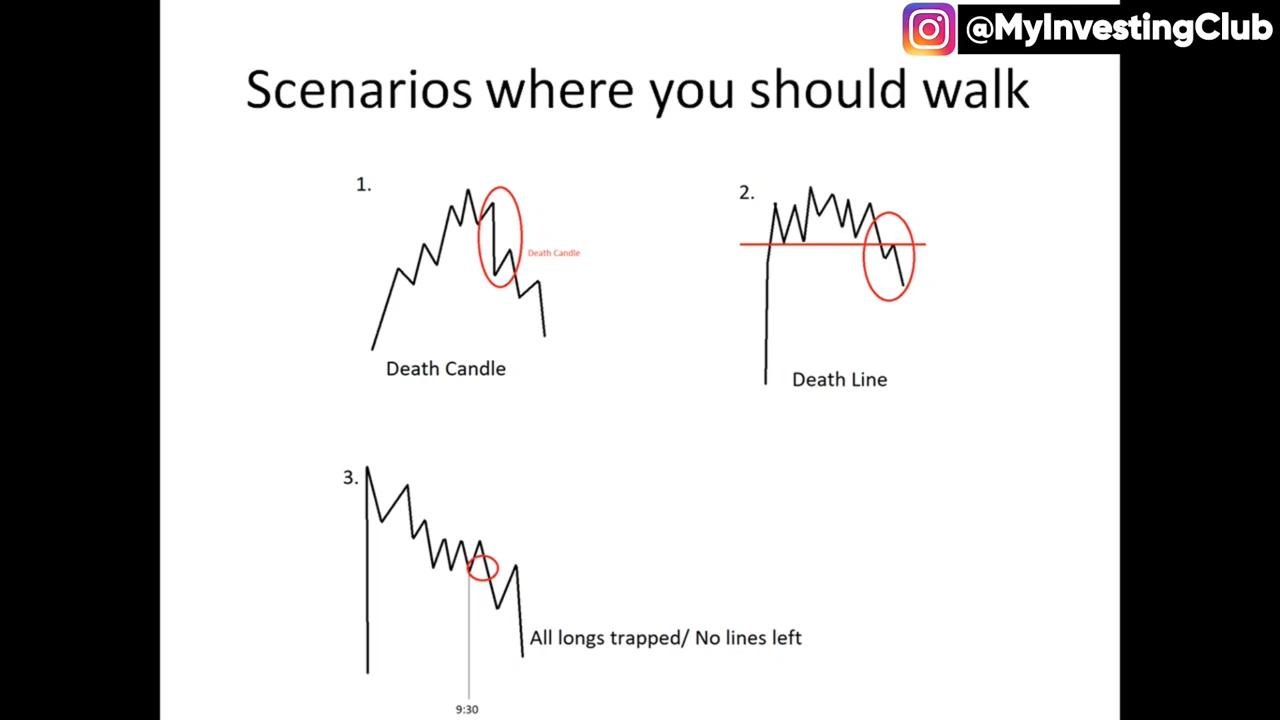 @MyInvestingClub
Scenarios where you should walk
1.
Death Candle
Death Candle
2.
Death Line
3.
All longs trapped/ No lines left
9:30